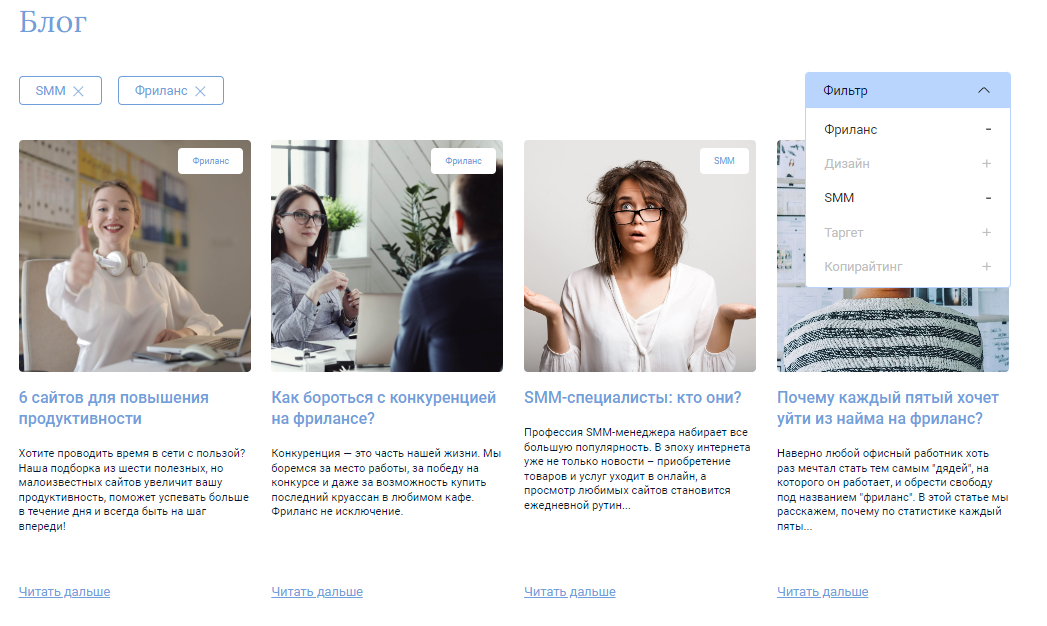 Блог
SMM
Фриланс
Фильтр
Фриланс
Дизайн
SMM
Таргет
Копирайтинг
Фриланс
Фриланс
SMM
6 сайтов для повышения
продуктивности
Хотите проводить время в сети с пользой?
Наша подборка из шести полезных, но
малоизвестных сайтов увеличит вашу
продуктивность, поможет успевать больше
в течение дня и всегда быть на шаг
впереди!
Читать дальше
Как бороться с конкуренцией
на фрилансе?
Конкуренция — это часть нашей жизни. Мы
боремся за место работы, за победу на
конкурсе и даже за возможность купить
последний круассан в любимом кафе.
Фриланс не исключение.
Читать дальше
SMM-специалисты: кто они?
Профессия SMM-менеджера набирает все
большую популярность. В эпоху интернета
уже не только новости – приобретение
товаров и услуг уходит в онлайн, а
просмотр любимых сайтов становится
ежедневной рутин...
Читать дальше
Почему каждый пятый хочет
уйти из найма на фриланс?
Наверно любой офисный работник хоть
раз мечтал стать тем самым "дядей", на
которого он работает, и обрести свободу
под названием "фриланс". В этой статье мы
расскажем, почему по статистике каждый
пяты...
Читать дальше